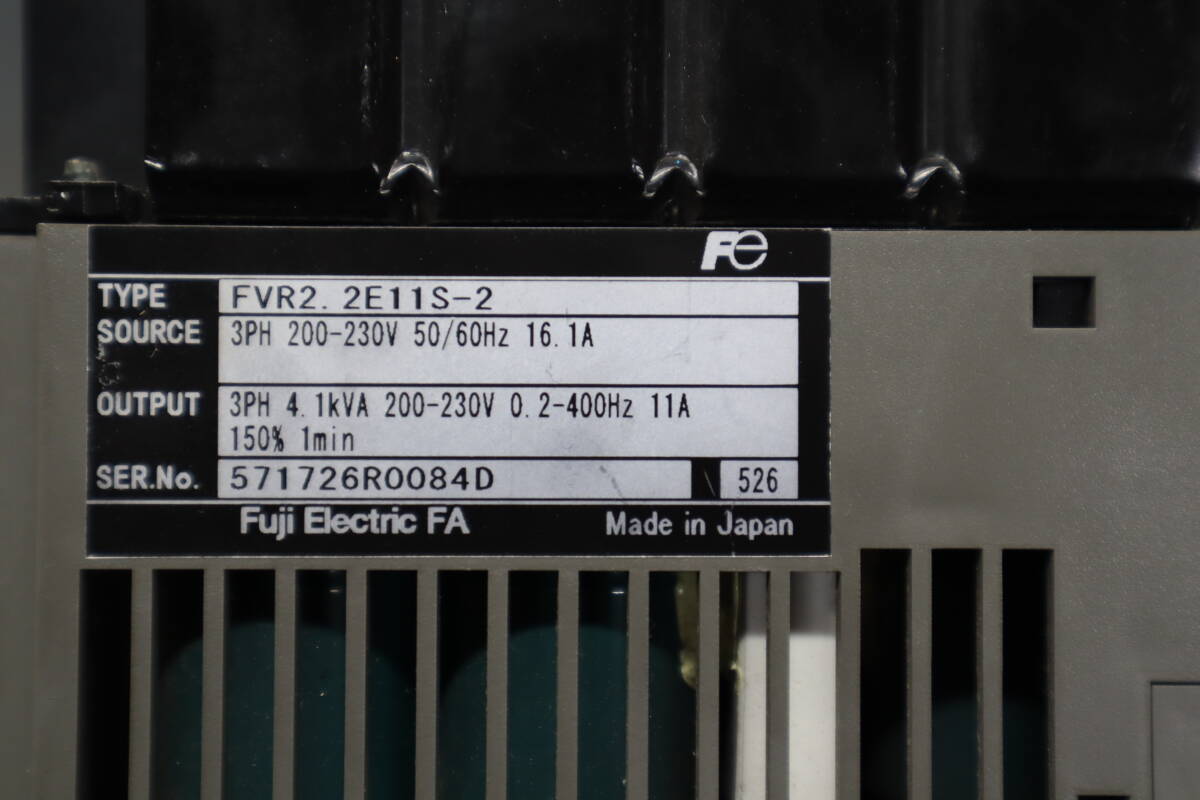 Fe
TYPE FVR2.2E11S-2
SOURCE 3PH 200-230V 50/60Hz 16.1A
OUTPUT 3PH 4.1kVA 200-230V 0.2-400Hz 11A
150% 1min
SER.No. 571726R0084D 526
Fuji Electric FA Made in Japan